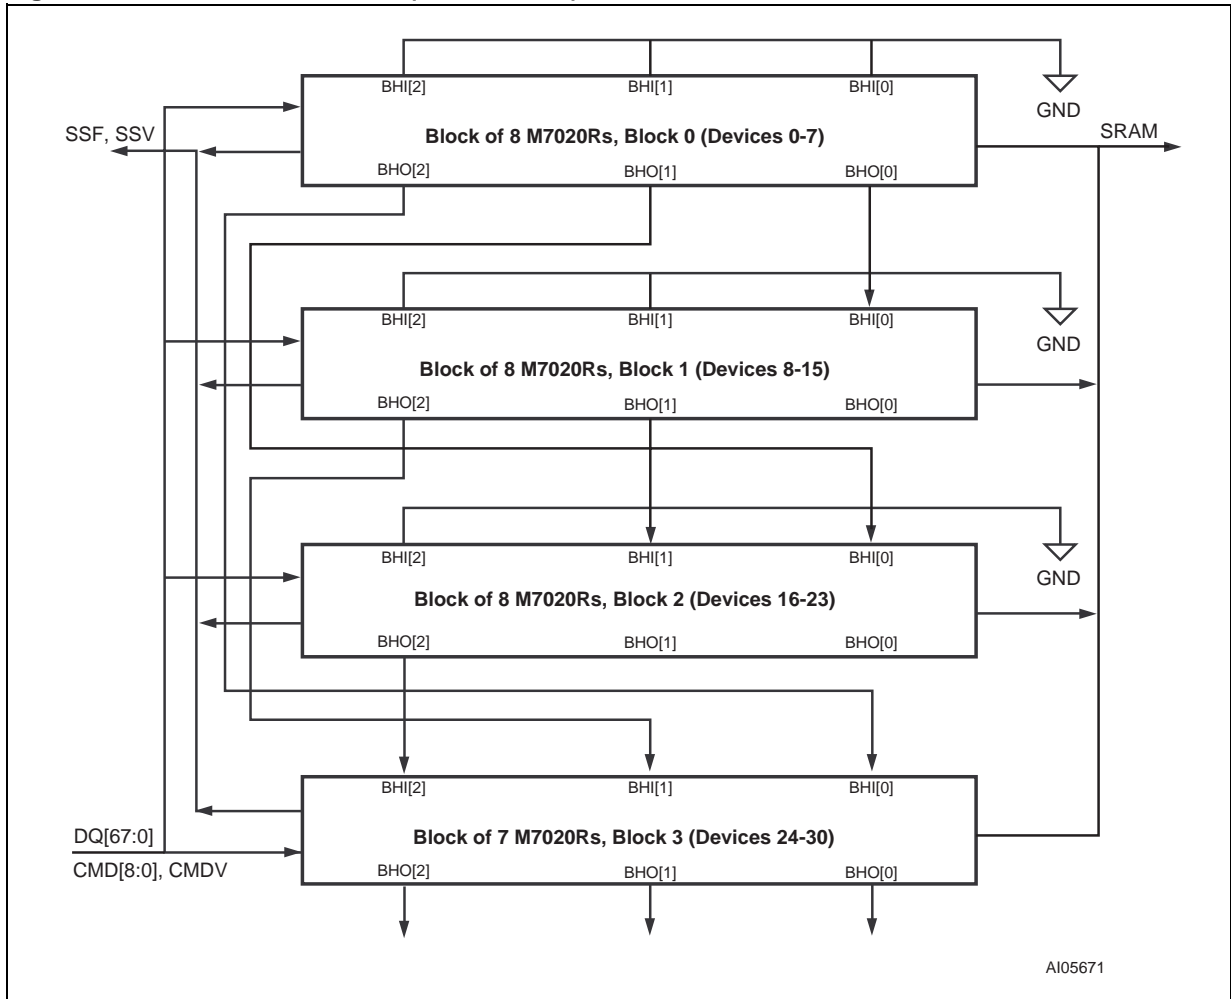 BHI[2] BHI[1] BHI[0]
GND
SSF, SSV
Block of 8 M7020Rs, Block 0 (Devices 0-7)
SRAM
BHO[2] BHO[1] BHO[0]
BHI[2] BHI[1] BHI[0]
GND
Block of 8 M7020Rs, Block 1 (Devices 8-15)
BHO[2] BHO[1] BHO[0]
BHI[2] BHI[1] BHI[0]
GND
Block of 8 M7020Rs, Block 2 (Devices 16-23)
BHO[2] BHO[1] BHO[0]
BHI[2] BHI[1] BHI[0]
DQ[67:0]
Block of 7 M7020Rs, Block 3 (Devices 24-30)
CMD[8:0], CMDV
BHO[2] BHO[1] BHO[0]
AI05671